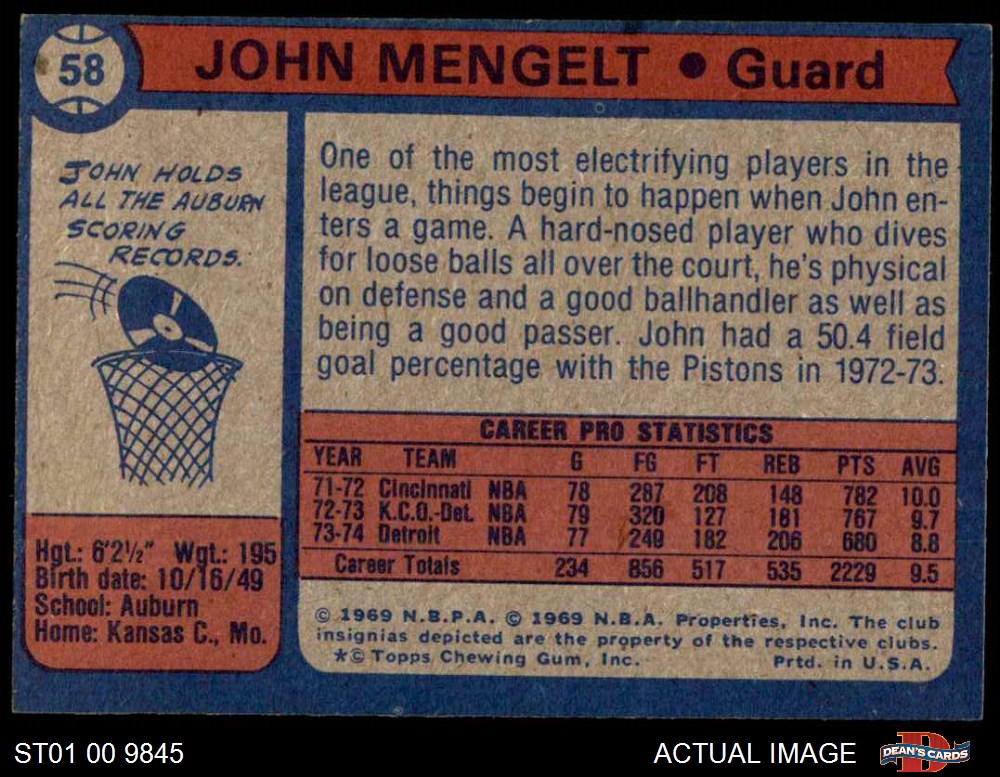 58
JOHN MENGELT • Guard
JOHN HOLDS
ALL THE AUBURN
SCORING
RECORDS.
One of the most electrifying players in the
league, things begin to happen when John en-
ters a game. A hard-nosed player who dives
for loose balls all over the court, he's physical
on defense and a good ballhandler as well as
being a good passer. John had a 50.4 field
goal percentage with the Pistons in 1972-73.
CAREER PRO STATISTICS
YEAR TEAM G FG FT REB PTS AVG
71-72 Cincinnati NBA 78 287 208 148 782 10.0
72-73 K.C.O.-Det. NBA 79 320 127 181 767 9.7
73-74 Detroit NBA 77 249 182 206 680 8.8
Career Totals 234 856 517 535 2229 9.5
Hgt.: 6'2½" Wgt.: 195
Birth date: 10/16/49
School: Auburn
Home: Kansas C., Mo.
© 1969 N.B.P.A. © 1969 N.B.A. Properties, Inc. The club
insignias depicted are the property of the respective clubs.
*© Topps Chewing Gum, Inc. Prtd. in U.S.A.
ST01 00 9845 ACTUAL IMAGE DEAN'S CARDS